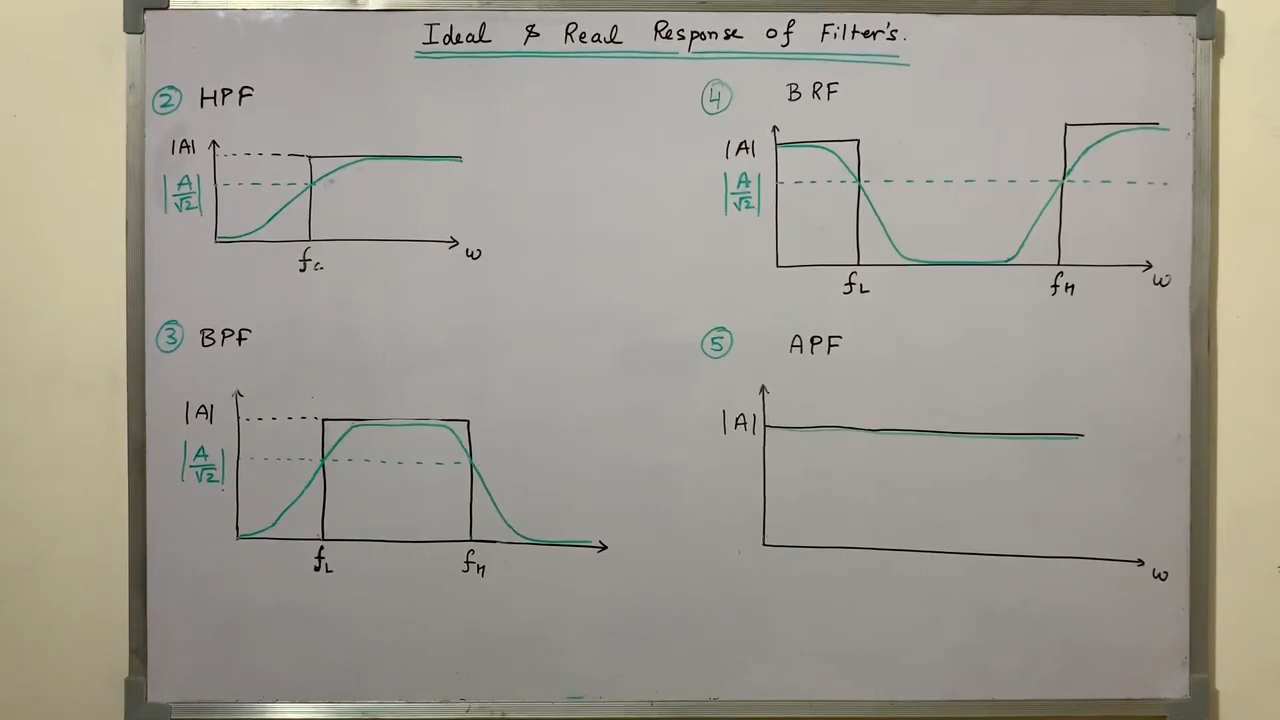 Ideal & Real Response of Filter's.
② HPF
|A|
|A/√2|
fc
ω
③ BPF
|A|
|A/√2|
fL
fH
④ BRF
|A|
|A/√2|
fL
fH
ω
⑤ APF
|A|
ω